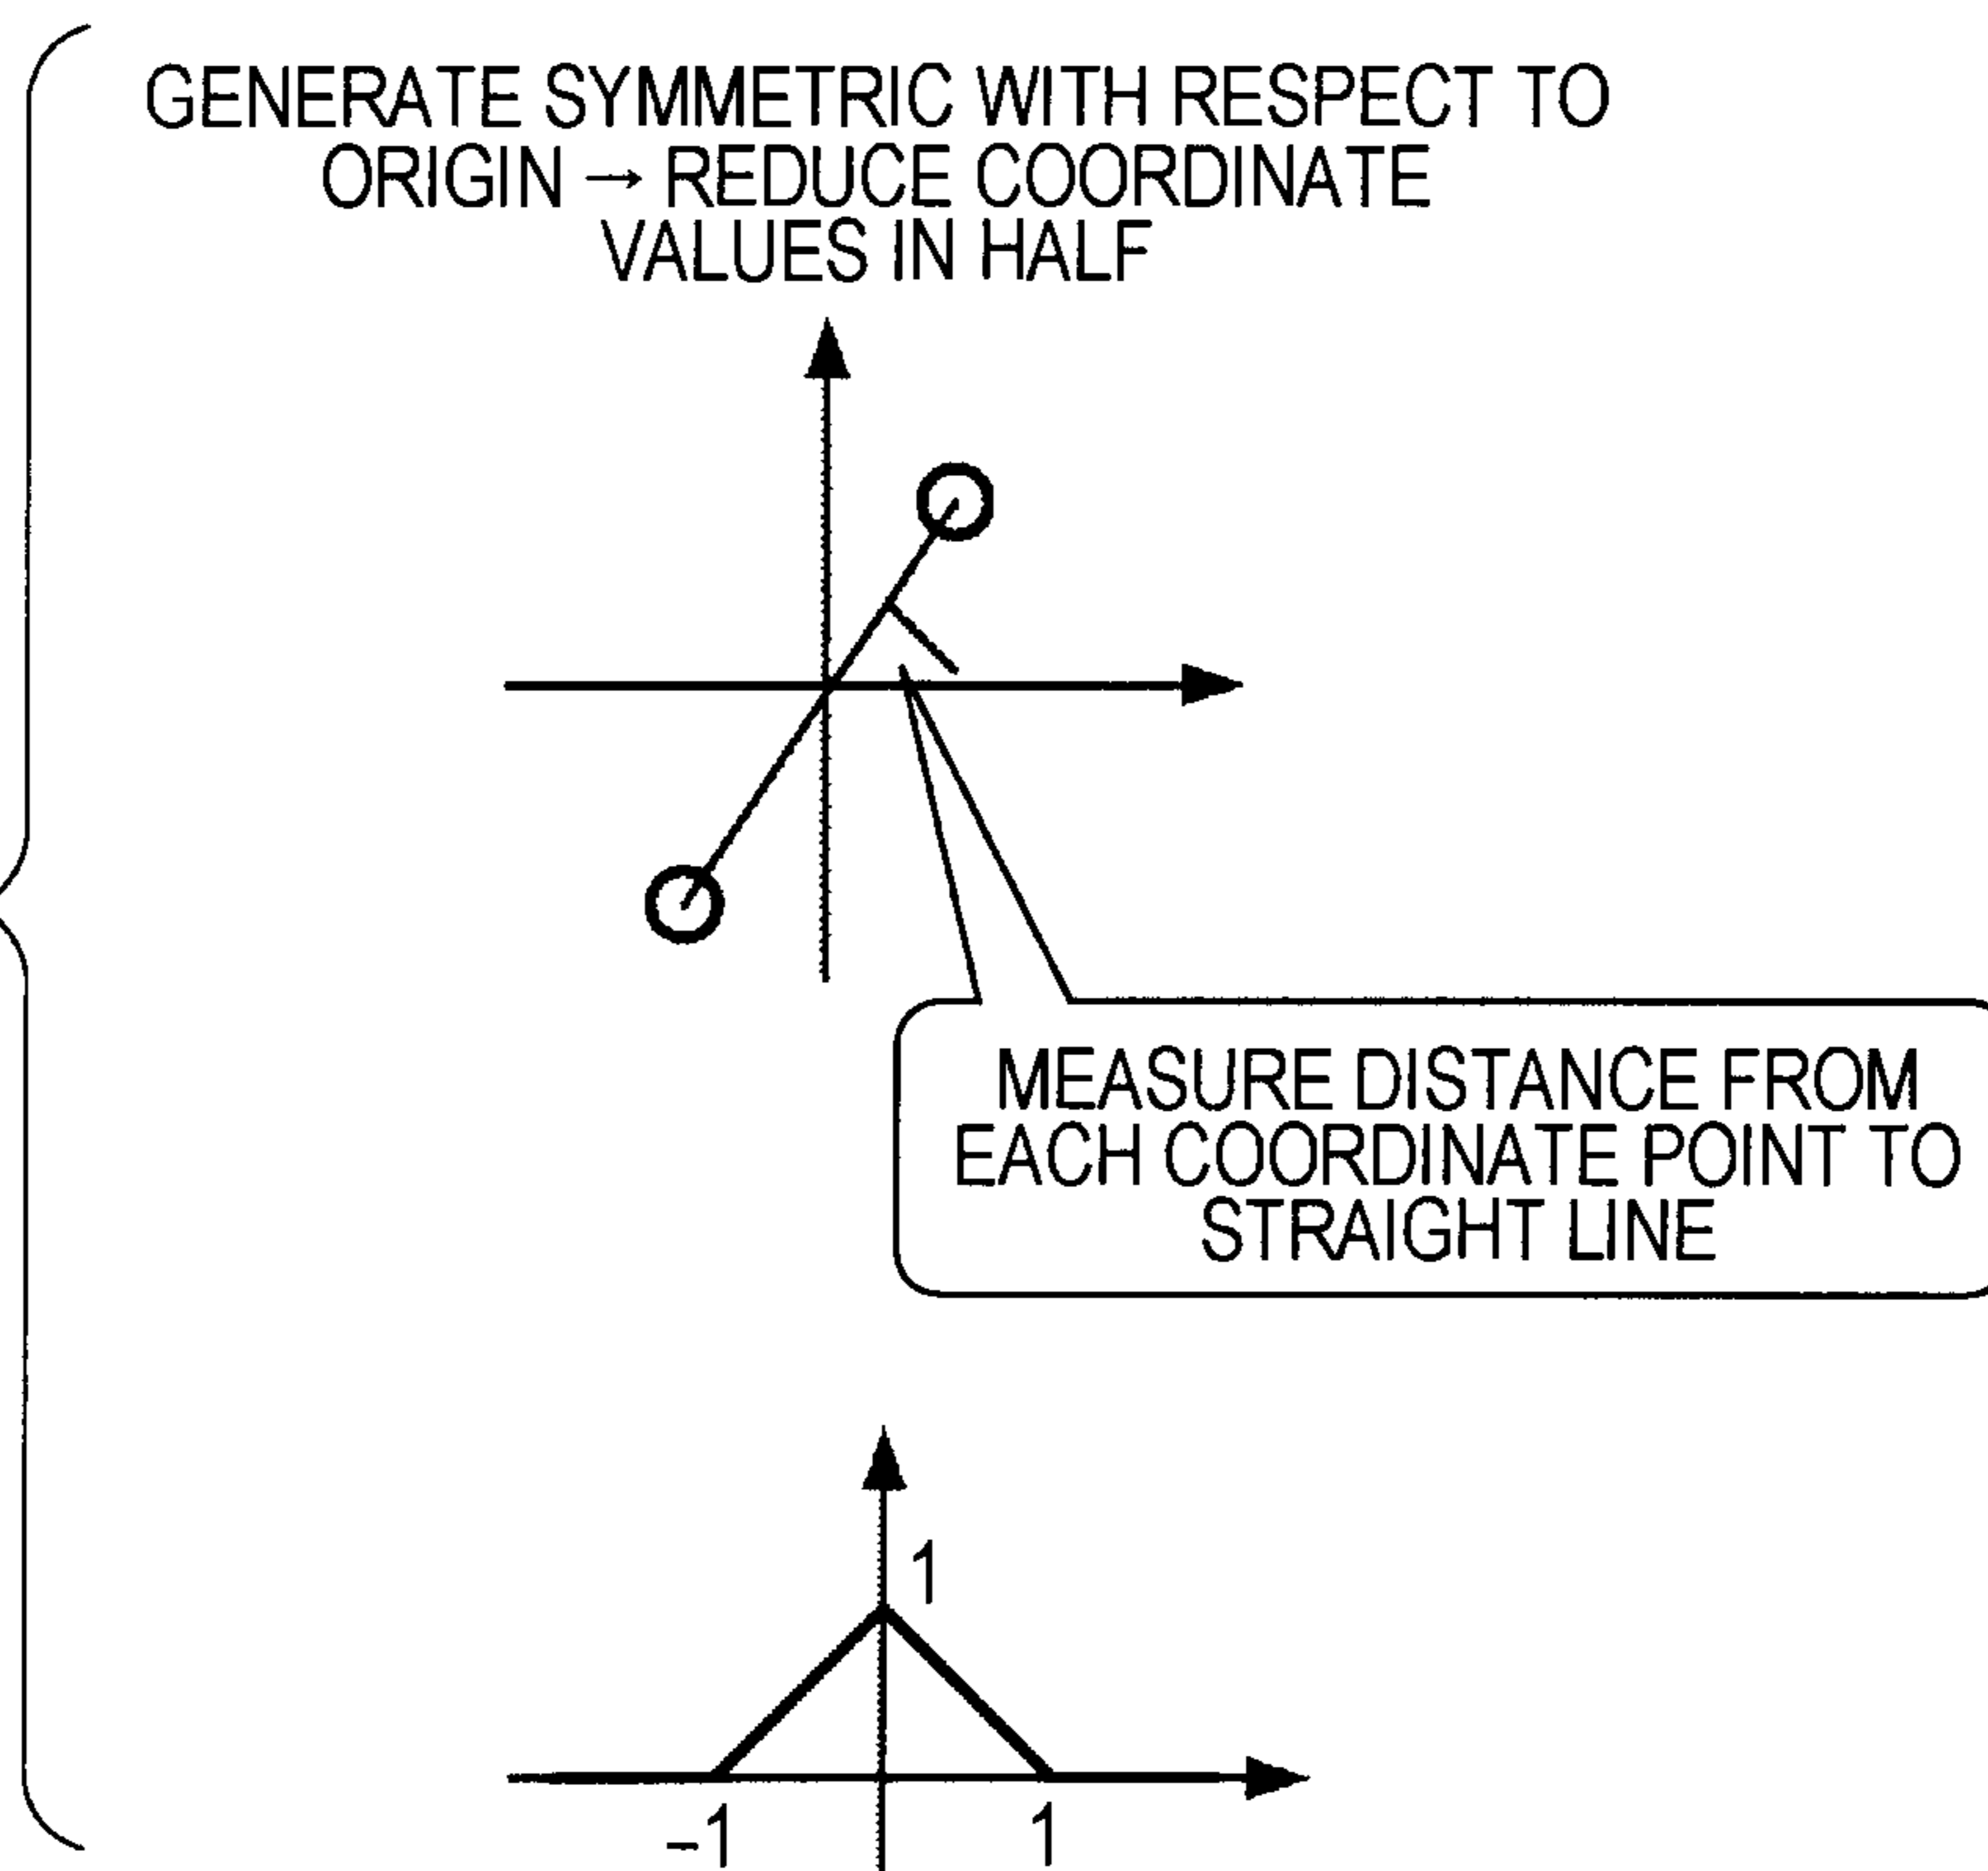 GENERATE SYMMETRIC WITH RESPECT TO
ORIGIN → REDUCE COORDINATE
VALUES IN HALF
MEASURE DISTANCE FROM
EACH COORDINATE POINT TO
STRAIGHT LINE
1
-1
1